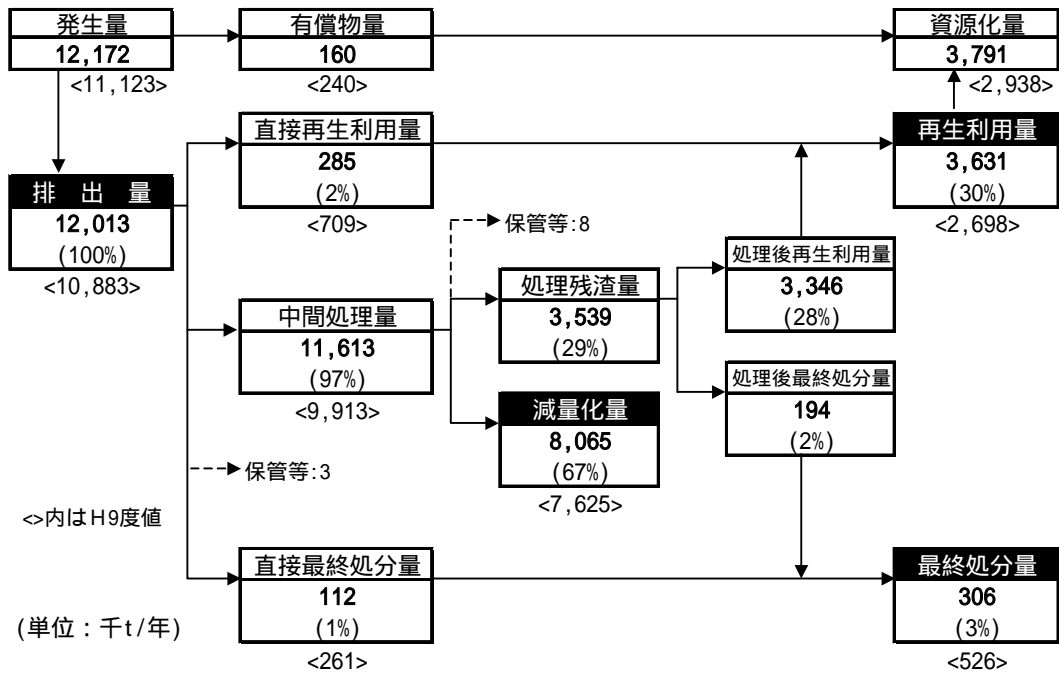 発生量
12,172
<11,123>
有償物量
160
<240>
資源化量
3,791
<2,938>
直接再生利用量
285
(2%)
<709>
再生利用量
3,631
(30%)
<2,698>
排 出 量
12,013
(100%)
<10,883>
保管等:8
処理残渣量
3,539
(29%)
処理後再生利用量
3,346
(28%)
中間処理量
11,613
(97%)
<9,913>
減量化量
8,065
(67%)
<7,625>
処理後最終処分量
194
(2%)
保管等:3
<>内はH9度値
直接最終処分量
112
(1%)
<261>
最終処分量
306
(3%)
<526>
(単位:千t/年)